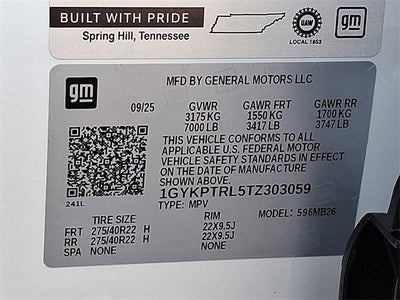 BUILT WITH PRIDE
Spring Hill, Tennessee
UAW
LOCAL 1853
gm
gm
MFD BY GENERAL MOTORS LLC
09/25 GVWR GAWR FRT GAWR RR
3175 KG 1550 KG 1700 KG
7000 LB 3417 LB 3747 LB
THIS VEHICLE CONFORMS TO ALL
APPLICABLE U.S. FEDERAL MOTOR
VEHICLE SAFETY STANDARDS IN EFFECT
ON THE DATE OF MANUFACTURE
SHOWN ABOVE.
1GYKPTRL5TZ303059
TYPE: MPV MODEL: 596MB26
241L
TIRE SIZE RIM
FRT 275/40R22 H 22X9.5J
RR 275/40R22 H 22X9.5J
SPA NONE NONE